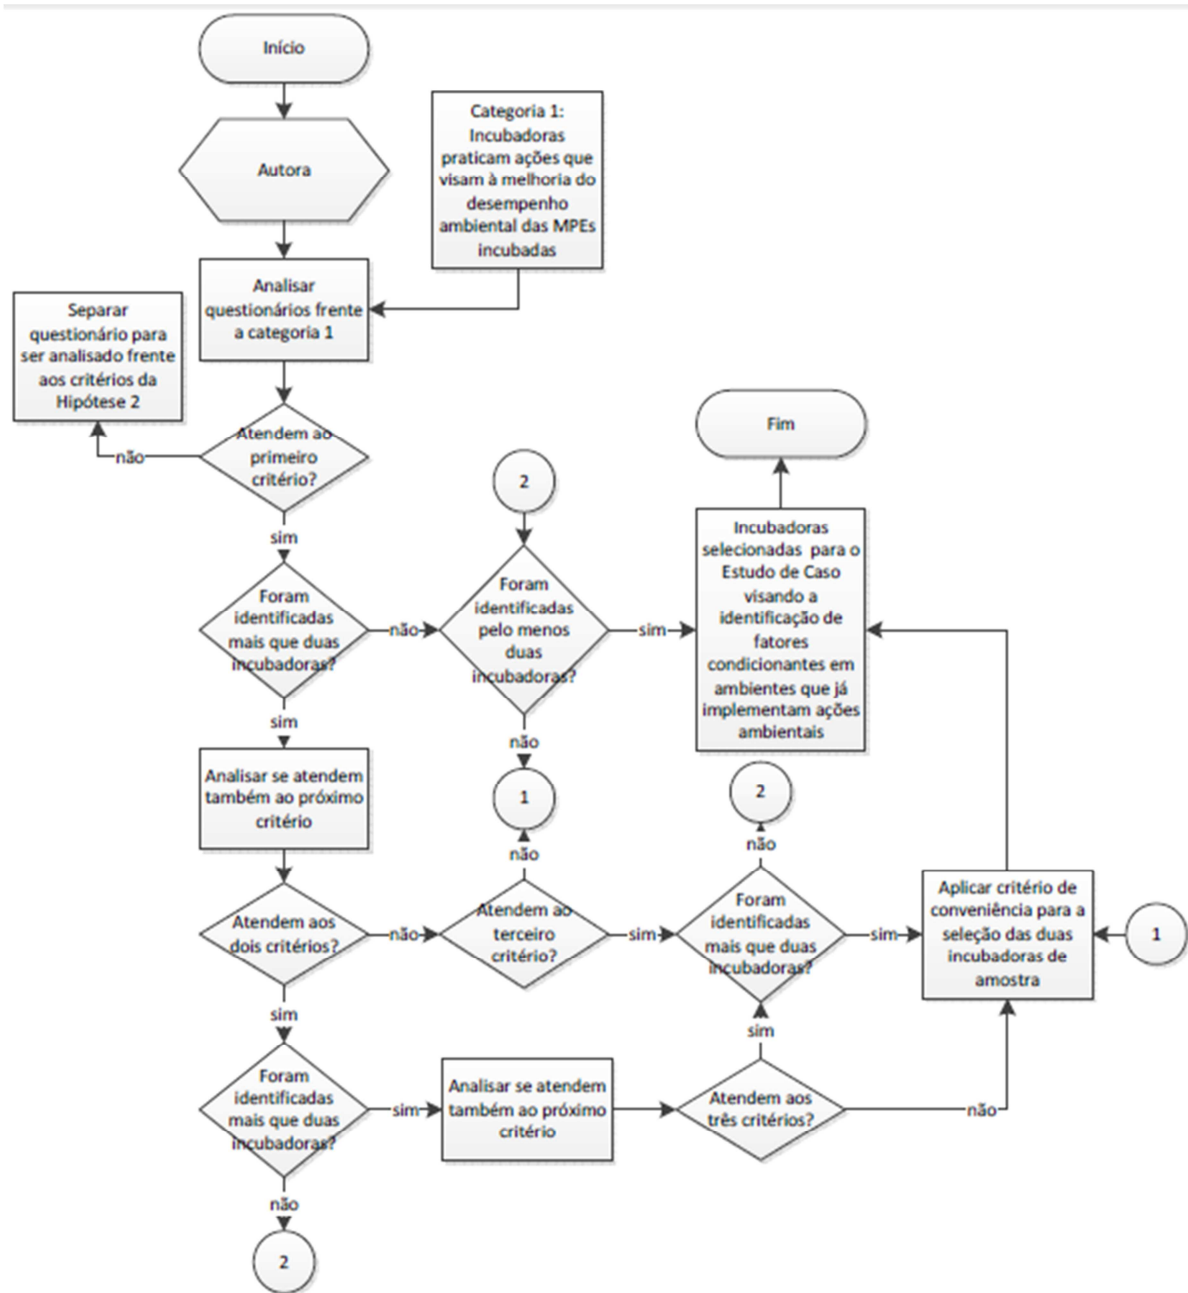 Início
Autora
Categoria 1:
Incubadoras
praticam ações que
visam à melhoria do
desempenho
ambiental das MPEs
incubadas
Analisar
questionários frente
a categoria 1
Separar
questionário para
ser analisado frente
aos critérios da
Hipótese 2
Atendem ao
primeiro
critério?
não
sim
Fim
2
Foram
identificadas
mais que duas
incubadoras?
não
sim
Foram
identificadas
pelo menos
duas
incubadoras?
sim
não
Incubadoras
selecionadas para o
Estudo de Caso
visando a
identificação de
fatores
condicionantes em
ambientes que já
implementam ações
ambientais
Analisar se atendem
também ao próximo
critério
1
2
não
não
Atendem aos
dois critérios?
não
sim
Atendem ao
terceiro
critério?
sim
Foram
identificadas
mais que duas
incubadoras?
sim
Aplicar critério de
conveniência para a
seleção das duas
incubadoras de
amostra
1
sim
Foram
identificadas
mais que duas
incubadoras?
sim
não
Analisar se atendem
também ao próximo
critério
Atendem aos
três critérios?
não
2